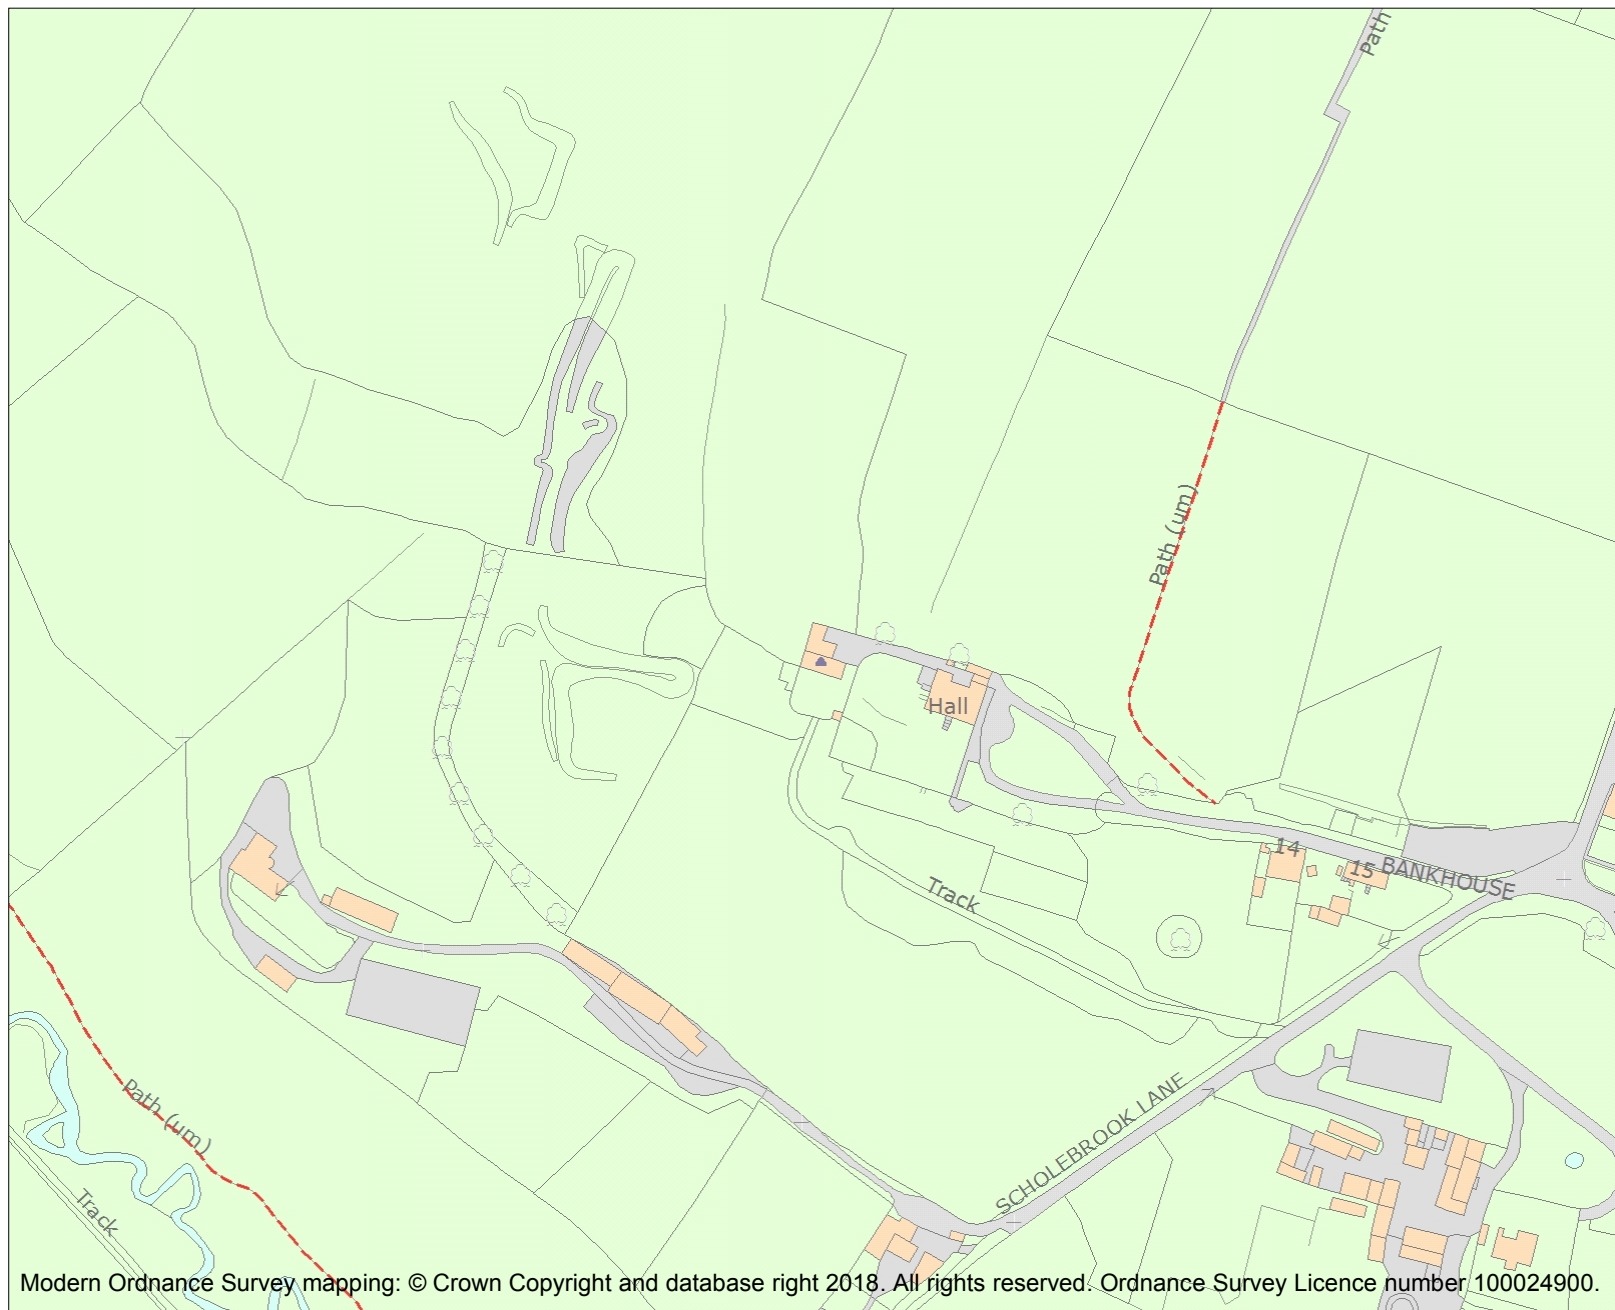 Path
Path (um)
Hall
14
15 BANKHOUSE
Track
SCHOLEBROOK LANE
Path (um)
Track
Modern Ordnance Survey mapping: © Crown Copyright and database right 2018. All rights reserved. Ordnance Survey Licence number 100024900.